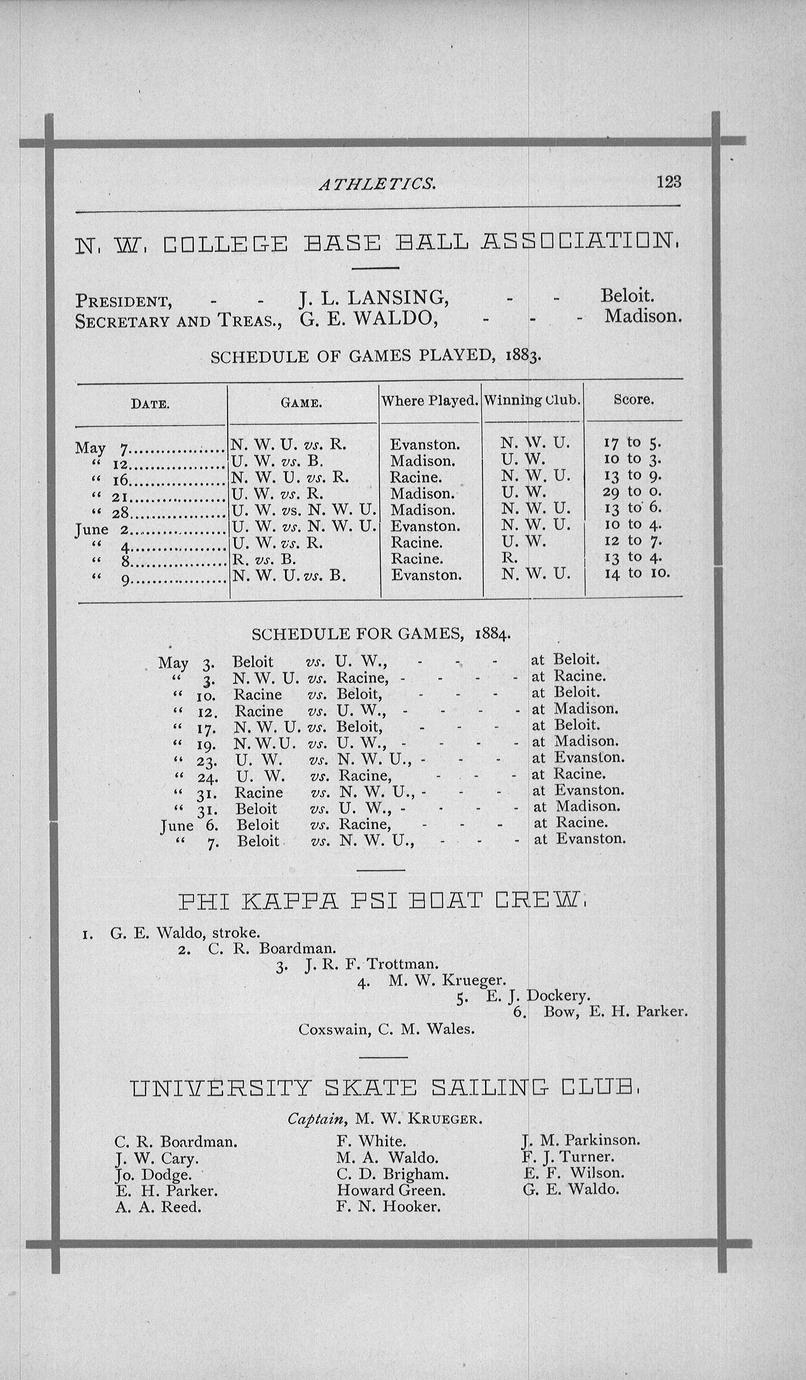 ATHLETICS. 123
N. W. COLLEGE BASE BALL ASSOCIATION.
PRESIDENT, - - J. L. LANSING, - - Beloit.
SECRETARY AND TREAS., G. E. WALDO, - - - Madison.
SCHEDULE OF GAMES PLAYED, 1883.
DATE. GAME. Where Played. Winning Club. Score.
May 7................. N. W. U. vs. R. Evanston. N. W. U. 17 to 5.
“ 12................. U. W. vs. B. Madison. U. W. 10 to 3.
“ 16................. N. W. U. vs. R. Racine. N. W. U. 13 to 9.
“ 21................. U. W. vs. R. Madison. U. W. 29 to 0.
“ 28................. U. W. vs. N. W. U. Madison. N. W. U. 13 to 6.
June 2................. U. W. vs. N. W. U. Evanston. N. W. U. 10 to 4.
“ 4................. U. W. vs. R. Racine. U. W. 12 to 7.
“ 8................. R. vs. B. Racine. R. 13 to 4.
“ 9................. N. W. U. vs. B. Evanston. N. W. U. 14 to 10.
SCHEDULE FOR GAMES, 1884.
May 3. Beloit vs. U. W., - - - at Beloit.
“ 3. N. W. U. vs. Racine, - - - - at Racine.
“ 10. Racine vs. Beloit, - - - at Beloit.
“ 12. Racine vs. U. W., - - - - at Madison.
“ 17. N. W. U. vs. Beloit, - - - at Beloit.
“ 19. N. W. U. vs. U. W., - - - - at Madison.
“ 23. U. W. vs. N. W. U., - - - at Evanston.
“ 24. U. W. vs. Racine, - - - at Racine.
“ 31. Racine vs. N. W. U., - - - at Evanston.
“ 31. Beloit vs. U. W., - - - - at Madison.
June 6. Beloit vs. Racine, - - - at Racine.
“ 7. Beloit vs. N. W. U., - - - at Evanston.
PHI KAPPA PSI BOAT CREW.
1. G. E. Waldo, stroke.
2. C. R. Boardman.
3. J. R. F. Trottman.
4. M. W. Krueger.
5. E. J. Dockery.
6. Bow, E. H. Parker.
Coxswain, C. M. Wales.
UNIVERSITY SKATE SAILING CLUB.
Captain, M. W. KRUEGER.
C. R. Boardman. F. White. J. M. Parkinson.
J. W. Cary. M. A. Waldo. F. J. Turner.
Jo. Dodge. C. D. Brigham. E. F. Wilson.
E. H. Parker. Howard Green. G. E. Waldo.
A. A. Reed. F. N. Hooker.